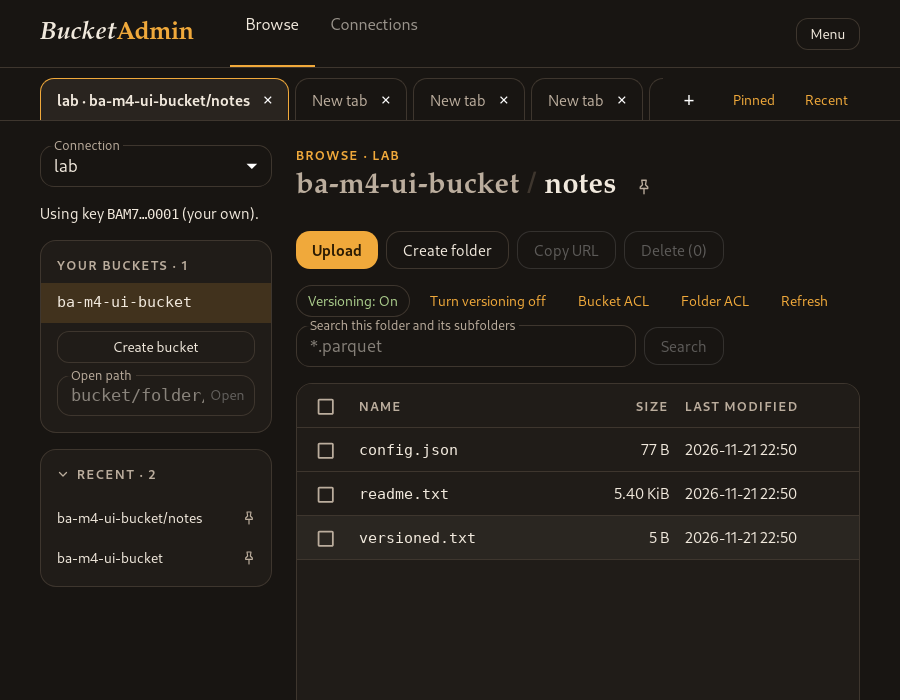 BucketAdmin
Browse
Connections
Menu
lab · ba-m4-ui-bucket/notes ×
New tab ×
New tab ×
New tab ×
+
Pinned
Recent
Connection
lab
Using key BAM7…0001 (your own).
YOUR BUCKETS · 1
ba-m4-ui-bucket
Create bucket
Open path
bucket/folder, Open
RECENT · 2
ba-m4-ui-bucket/notes
ba-m4-ui-bucket
BROWSE · LAB
ba-m4-ui-bucket / notes
Upload
Create folder
Copy URL
Delete (0)
Versioning: On
Turn versioning off
Bucket ACL
Folder ACL
Refresh
Search this folder and its subfolders
*.parquet
Search
NAME SIZE LAST MODIFIED
config.json 77 B 2026-11-21 22:50
readme.txt 5.40 KiB 2026-11-21 22:50
versioned.txt 5 B 2026-11-21 22:50